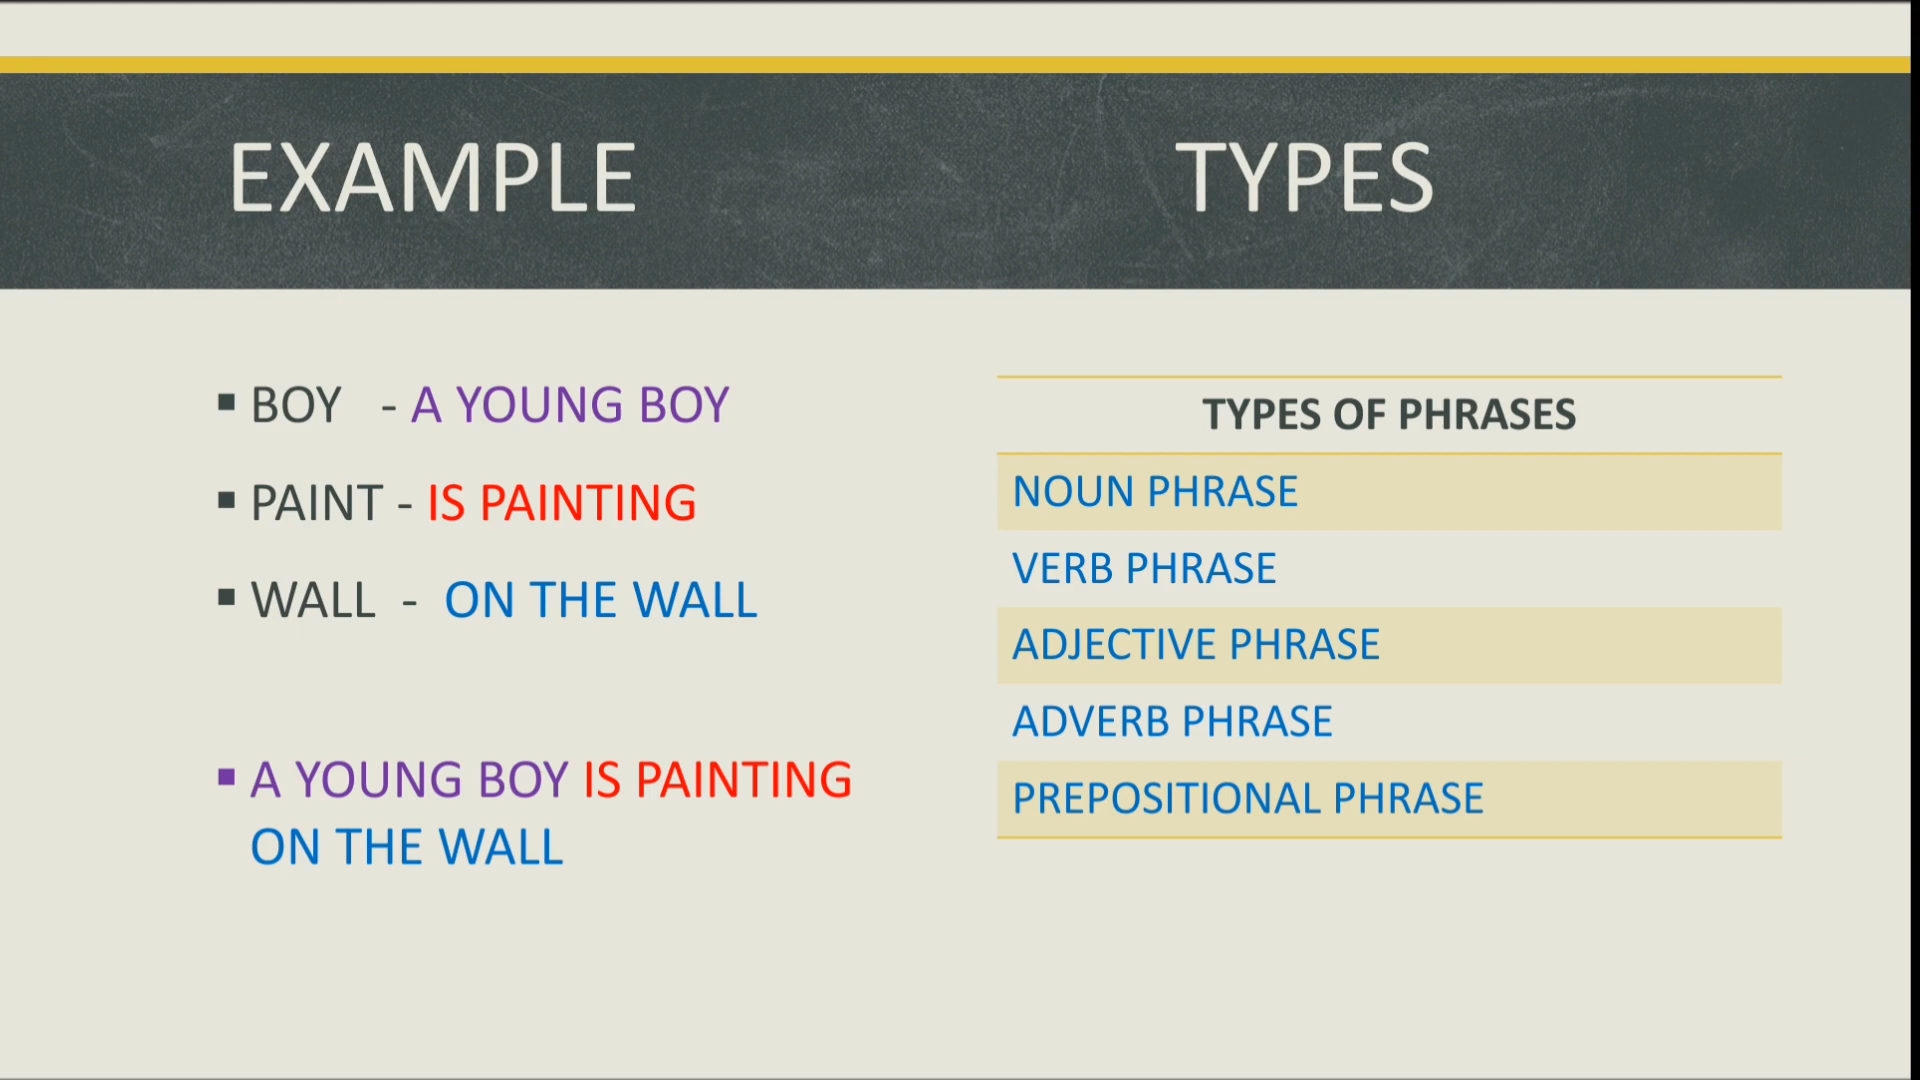 EXAMPLE
TYPES
▪ BOY - A YOUNG BOY
▪ PAINT - IS PAINTING
▪ WALL - ON THE WALL
▪ A YOUNG BOY IS PAINTING
ON THE WALL
TYPES OF PHRASES
NOUN PHRASE
VERB PHRASE
ADJECTIVE PHRASE
ADVERB PHRASE
PREPOSITIONAL PHRASE